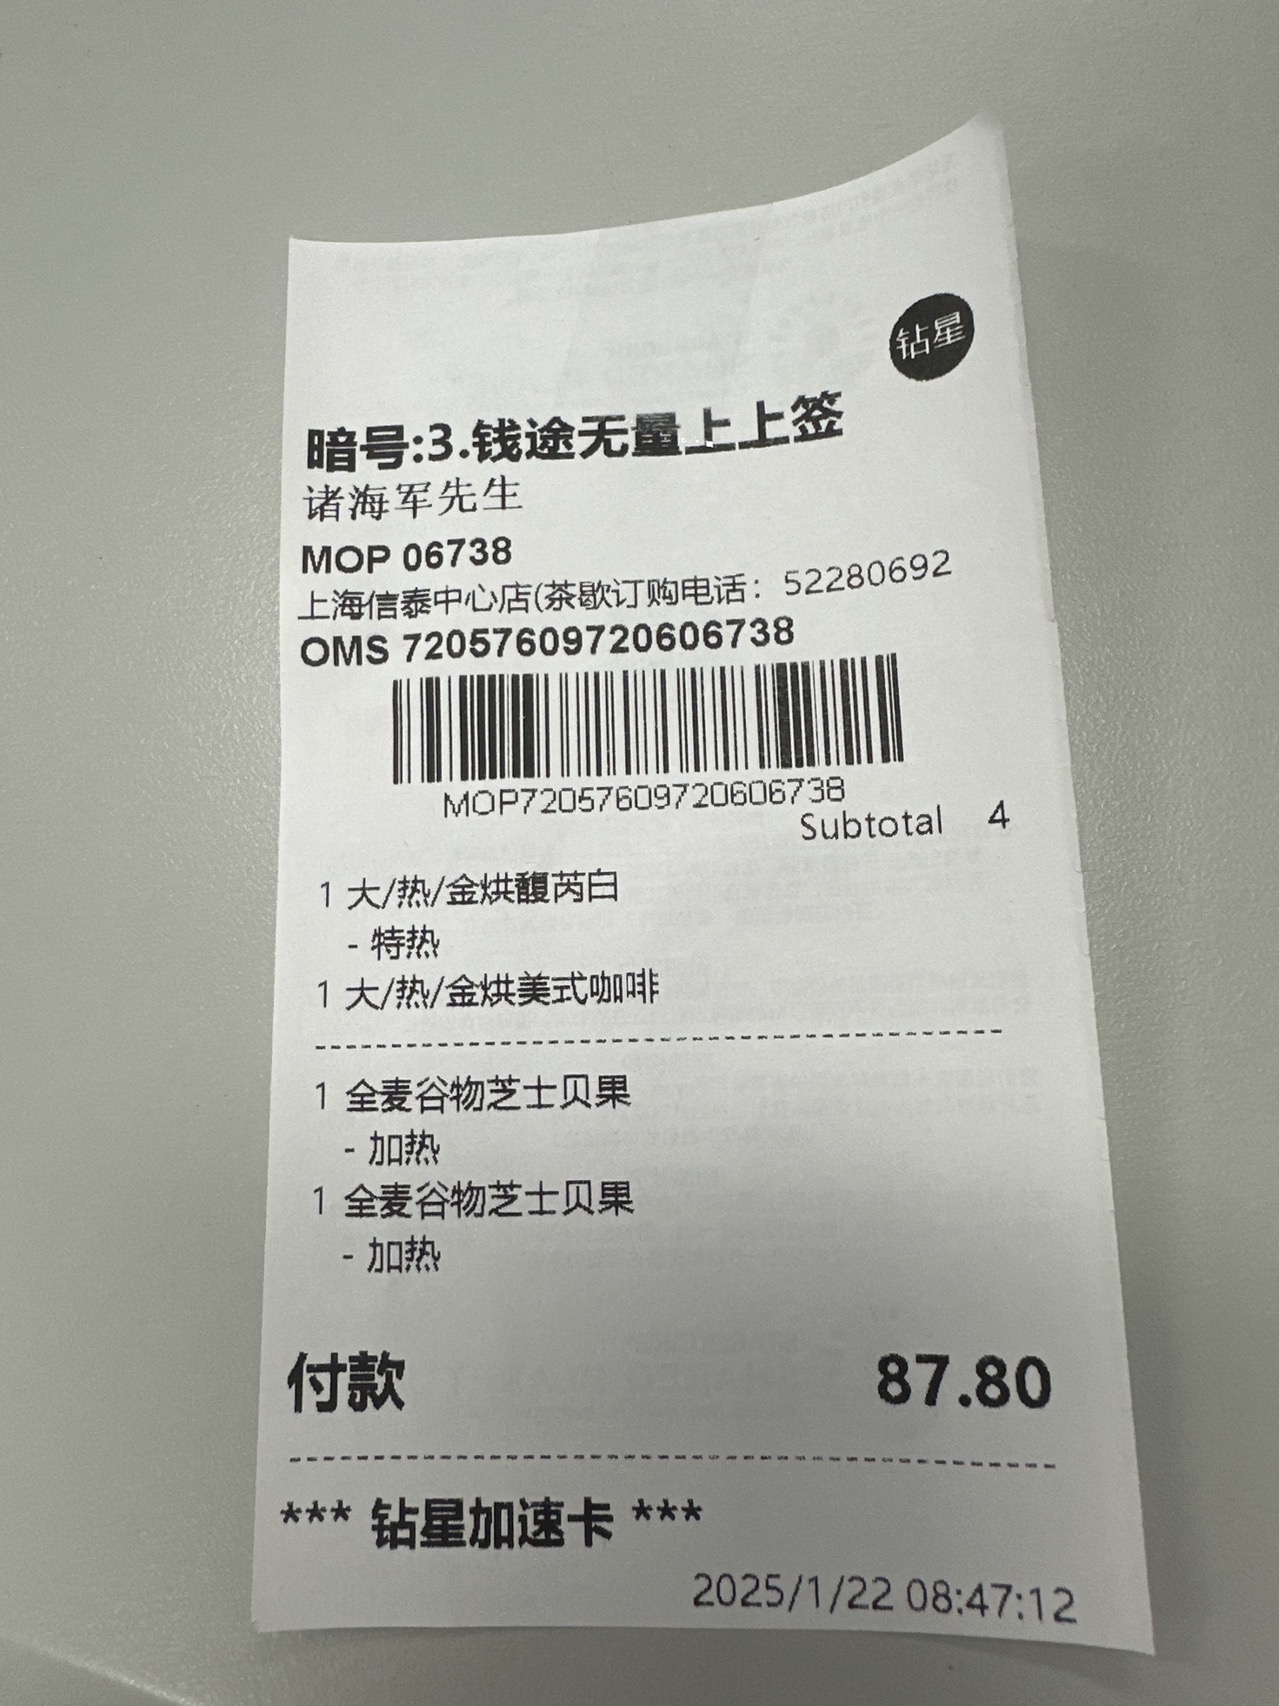 钻星
暗号:3.钱途无量上上签
诸海军先生
MOP 06738
上海信泰中心店(茶歇订购电话：52280692
OMS 72057609720606738
MOP72057609720606738
Subtotal 4
1 大/热/金烘馥芮白
- 特热
1 大/热/金烘美式咖啡
1 全麦谷物芝士贝果
- 加热
1 全麦谷物芝士贝果
- 加热
付款 87.80
*** 钻星加速卡 ***
2025/1/22 08:47:12